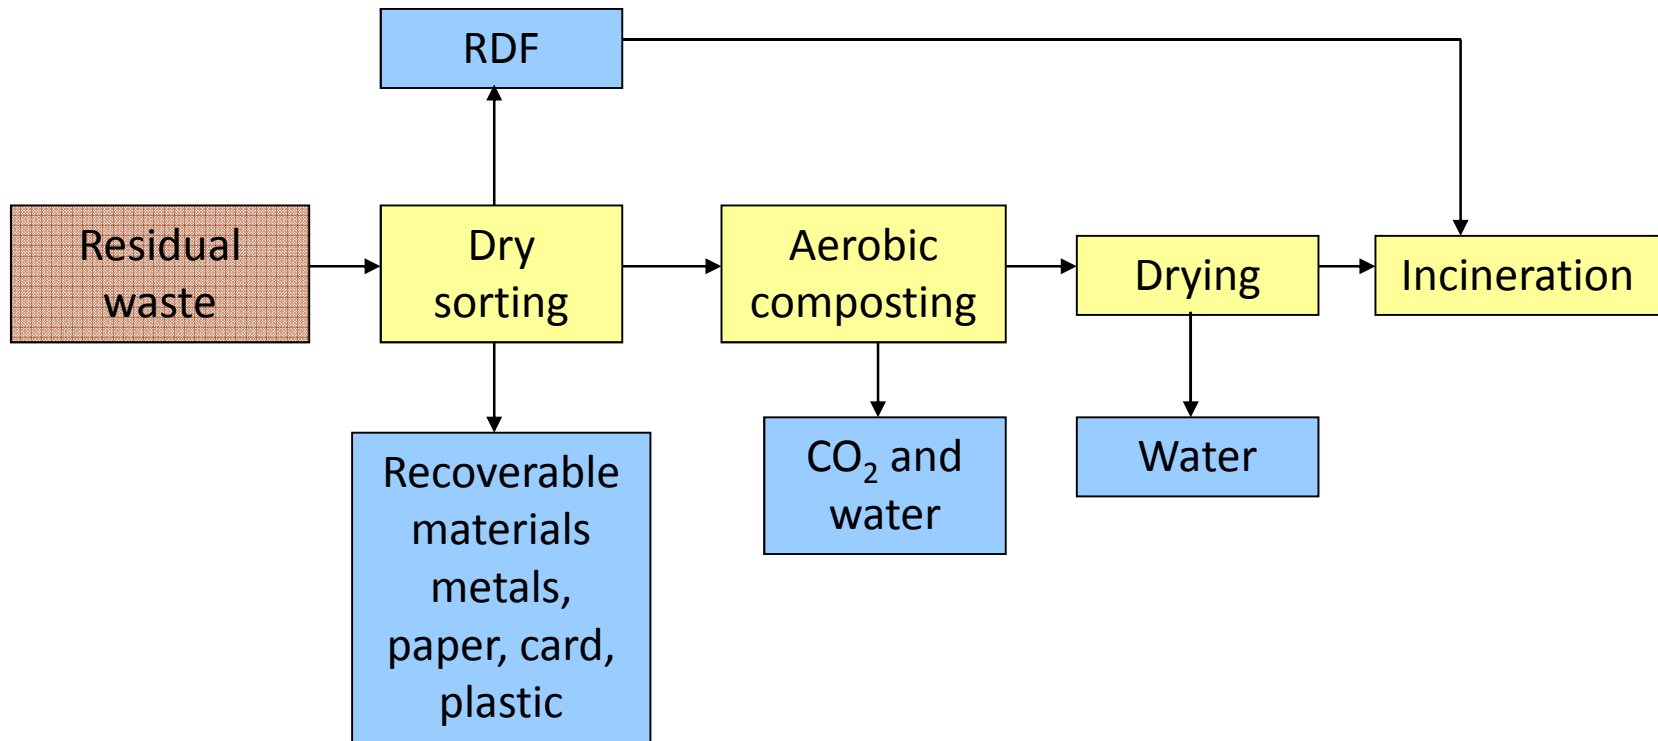 RDF
Residual
waste
Dry
sorting
Aerobic
composting
Drying
Incineration
Recoverable
materials
metals,
paper, card,
plastic
CO₂ and
water
Water